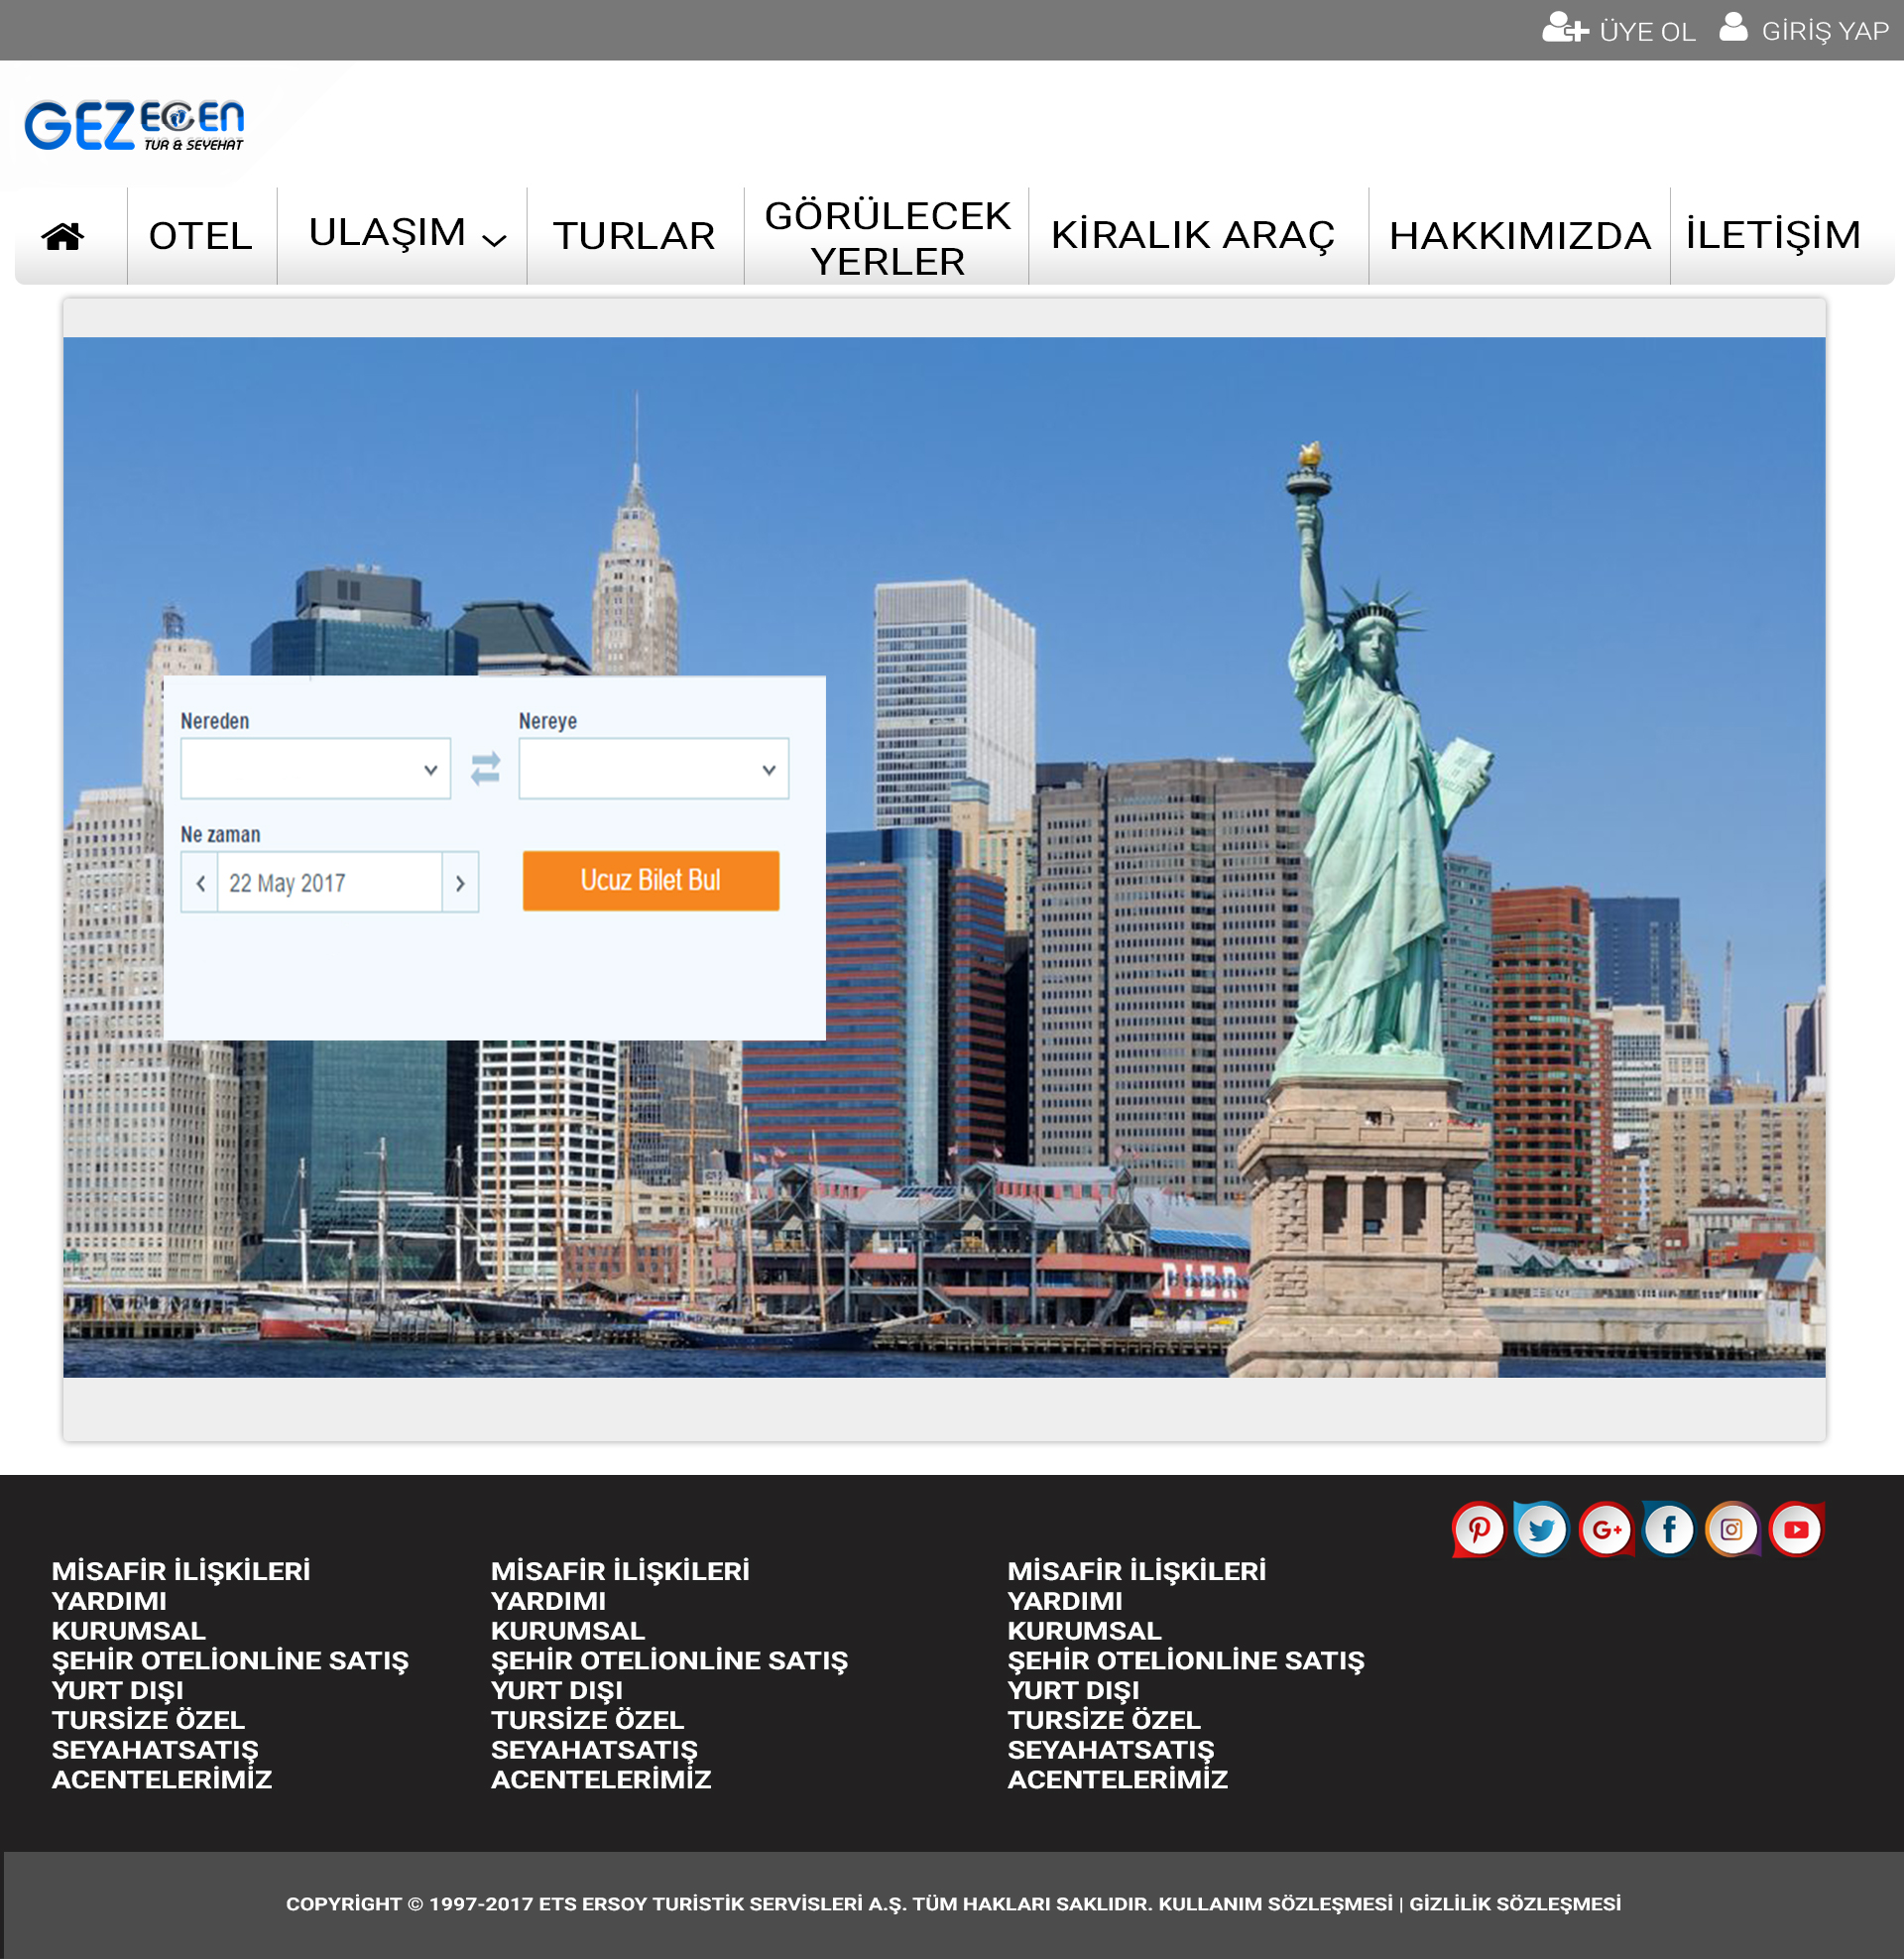 ÜYE OL GİRİŞ YAP
GEZEGEN
TUR & SEYEHAT
OTEL ULAŞIM TURLAR GÖRÜLECEK YERLER KİRALIK ARAÇ HAKKIMIZDA İLETİŞİM
Nereden Nereye
Ne zaman
22 May 2017 Ucuz Bilet Bul
PIER
MİSAFİR İLİŞKİLERİ
YARDIMI
KURUMSAL
ŞEHİR OTELİONLİNE SATIŞ
YURT DIŞI
TURSİZE ÖZEL
SEYAHATSATIŞ
ACENTELERİMİZ
MİSAFİR İLİŞKİLERİ
YARDIMI
KURUMSAL
ŞEHİR OTELİONLİNE SATIŞ
YURT DIŞI
TURSİZE ÖZEL
SEYAHATSATIŞ
ACENTELERİMİZ
MİSAFİR İLİŞKİLERİ
YARDIMI
KURUMSAL
ŞEHİR OTELİONLİNE SATIŞ
YURT DIŞI
TURSİZE ÖZEL
SEYAHATSATIŞ
ACENTELERİMİZ
COPYRİGHT © 1997-2017 ETS ERSOY TURİSTİK SERVİSLERİ A.Ş. TÜM HAKLARI SAKLIDIR. KULLANIM SÖZLEŞMESİ | GİZLİLİK SÖZLEŞMESİ